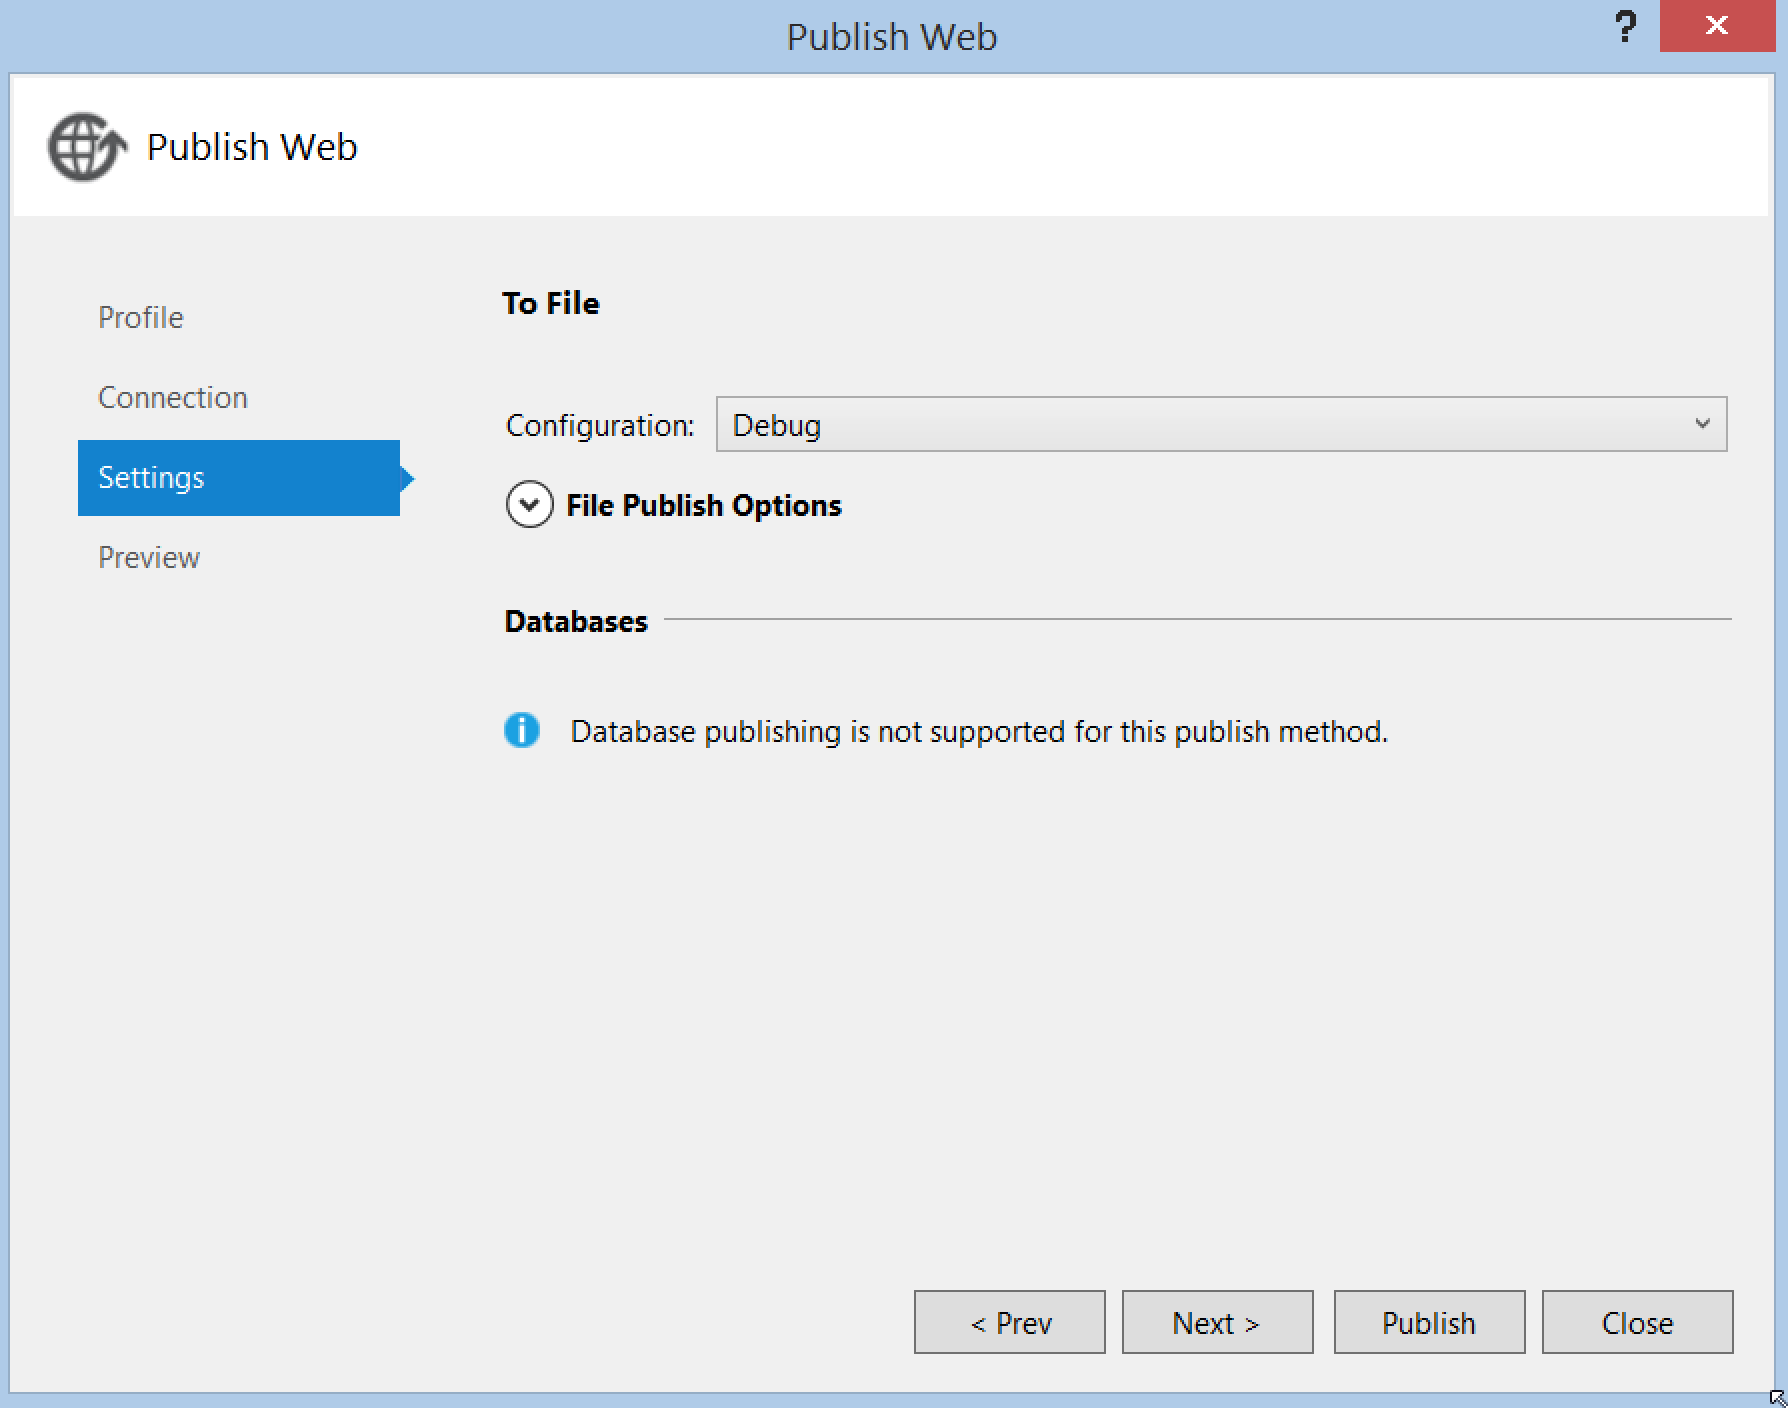 Publish Web
?
Publish Web
Profile
Connection
Settings
Preview
To File
Configuration: Debug
File Publish Options
Databases
Database publishing is not supported for this publish method.
< Prev
Next >
Publish
Close